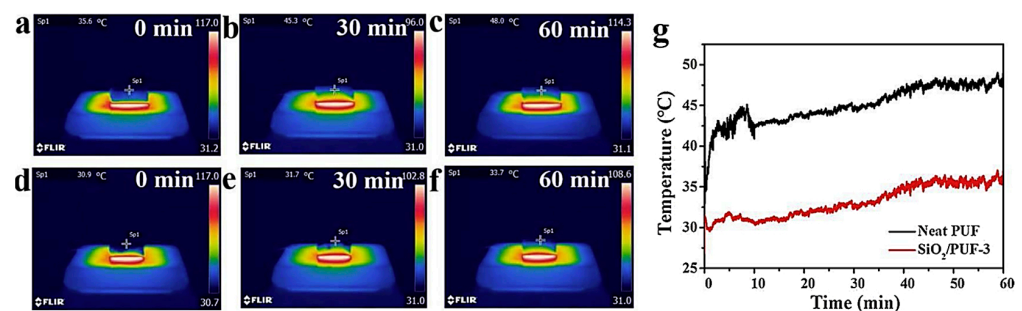 a Sp1 35.6 °C 0 min 117.0
Sp1
FLIR 31.2
b Sp1 45.3 °C 30 min 96.0
Sp1
FLIR 31.0
c Sp1 48.0 °C 60 min 114.3
Sp1
FLIR 31.1
d Sp1 30.9 °C 0 min 117.0
Sp1
FLIR 30.7
e Sp1 31.7 °C 30 min 102.8
Sp1
FLIR 31.0
f Sp1 33.7 °C 60 min 108.6
Sp1
FLIR 31.0
g
50
45
40
35
30
25
Temperature (°C)
Neat PUF
SiO₂/PUF-3
0 10 20 30 40 50 60
Time (min)